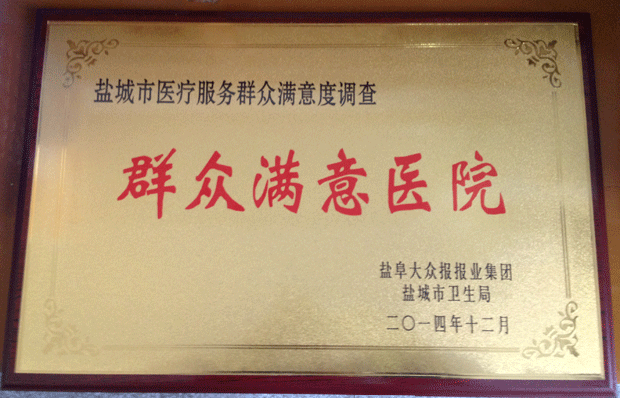 盐城市医疗服务群众满意度调查
群众满意医院
盐阜大众报报业集团
盐城市卫生局
二〇一四年十二月